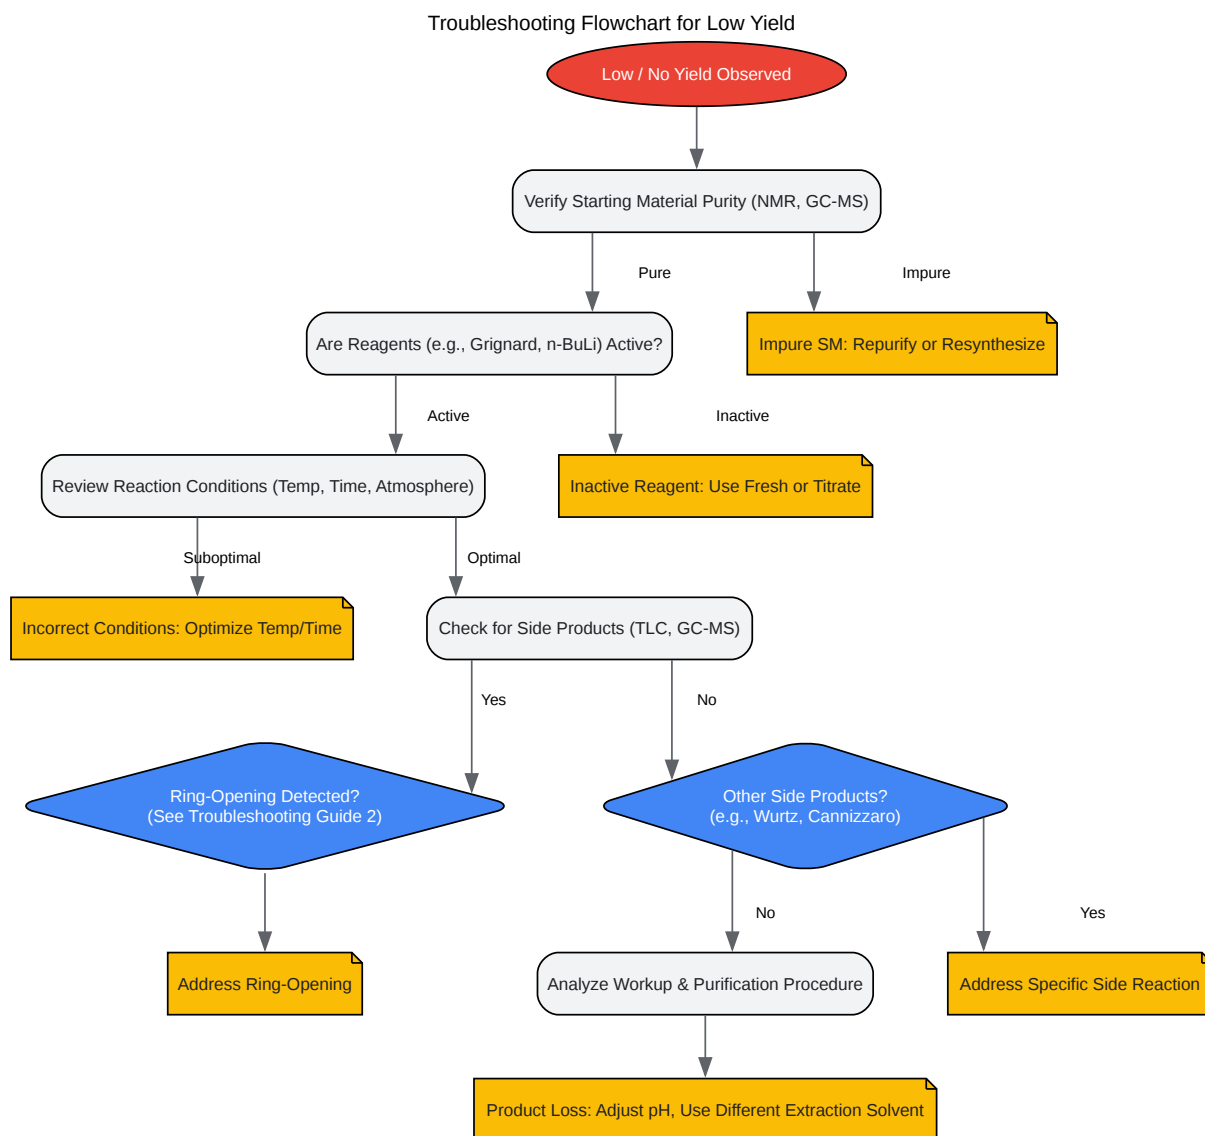 Troubleshooting Flowchart for Low Yield
Low / No Yield Observed
Verify Starting Material Purity (NMR, GC-MS)
Pure
Impure
Are Reagents (e.g., Grignard, n-BuLi) Active?
Impure SM: Repurify or Resynthesize
Active
Inactive
Review Reaction Conditions (Temp, Time, Atmosphere)
Inactive Reagent: Use Fresh or Titrate
Suboptimal
Optimal
Incorrect Conditions: Optimize Temp/Time
Check for Side Products (TLC, GC-MS)
Yes
No
Ring-Opening Detected?
(See Troubleshooting Guide 2)
Other Side Products?
(e.g., Wurtz, Cannizzaro)
No
Yes
Address Ring-Opening
Analyze Workup & Purification Procedure
Address Specific Side Reaction
Product Loss: Adjust pH, Use Different Extraction Solvent